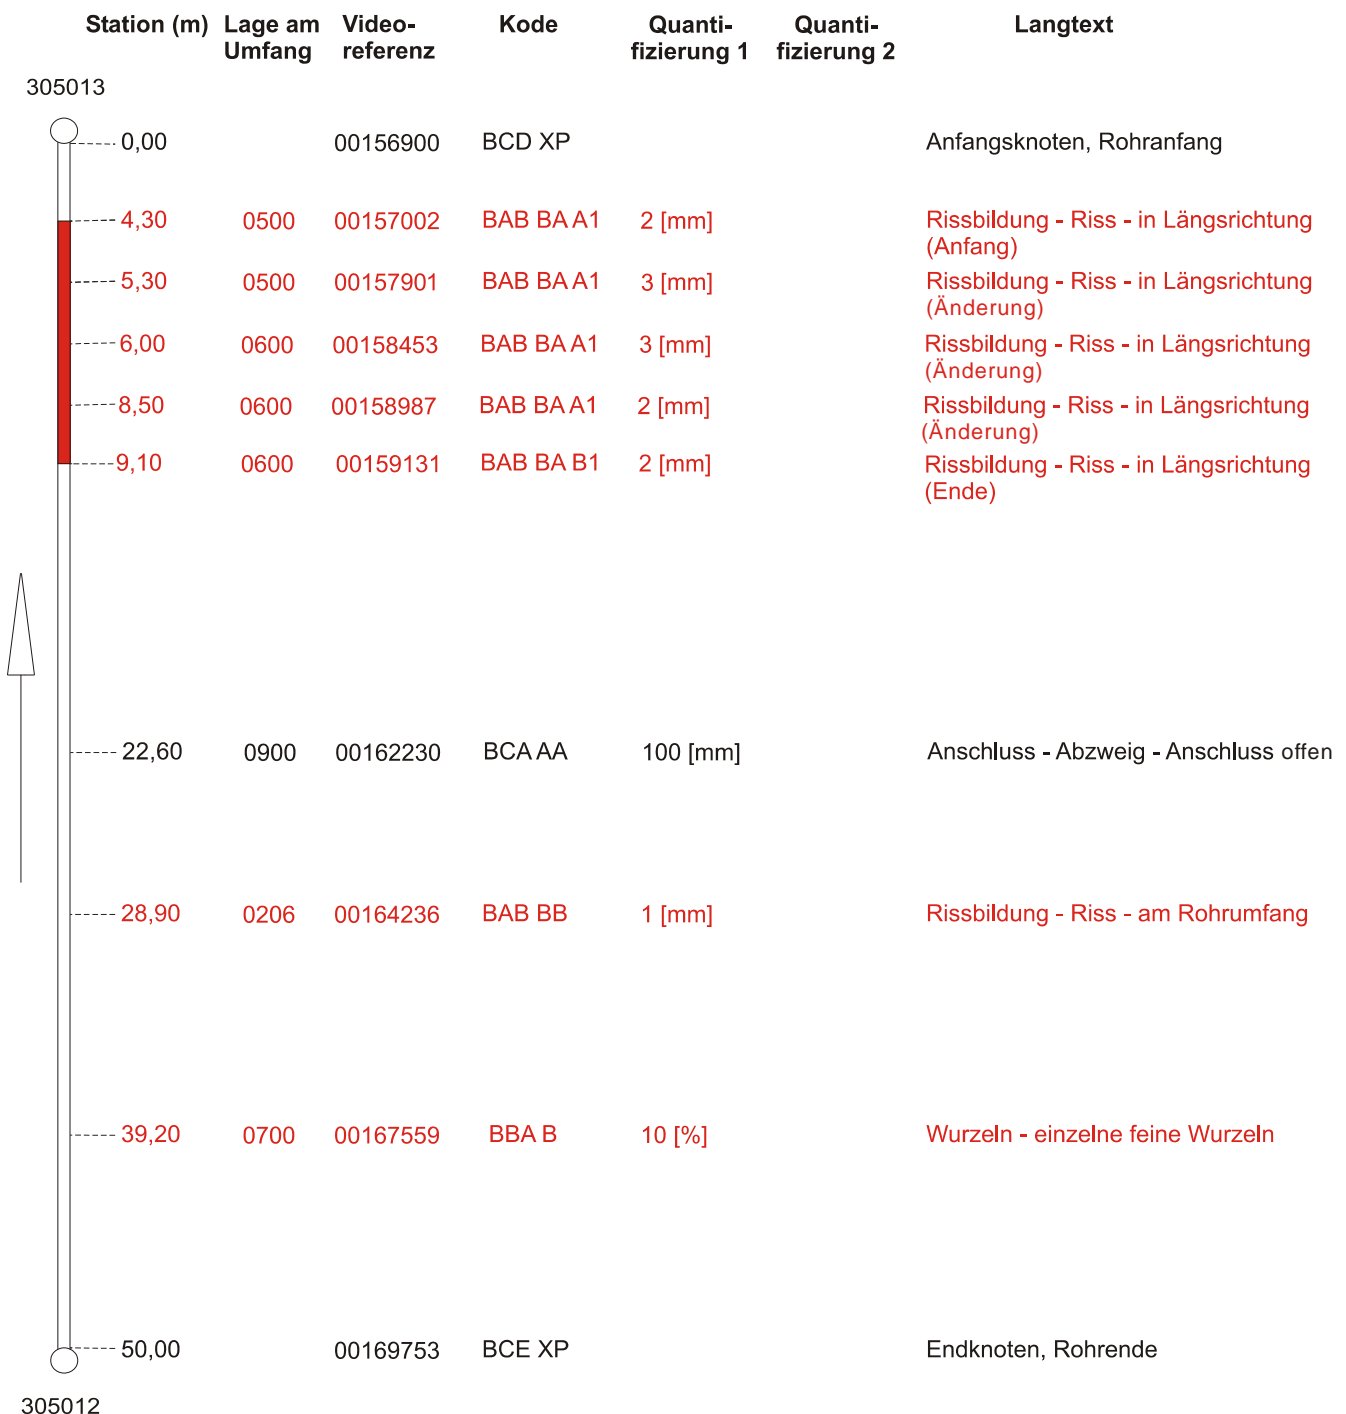 Station (m) Lage am Umfang Video-referenz Kode Quanti-fizierung 1 Quanti-fizierung 2 Langtext
305013
0,00 00156900 BCD XP Anfangsknoten, Rohranfang
4,30 0500 00157002 BAB BA A1 2 [mm] Rissbildung - Riss - in Längsrichtung
(Anfang)
5,30 0500 00157901 BAB BA A1 3 [mm] Rissbildung - Riss - in Längsrichtung
(Änderung)
6,00 0600 00158453 BAB BA A1 3 [mm] Rissbildung - Riss - in Längsrichtung
(Änderung)
8,50 0600 00158987 BAB BA A1 2 [mm] Rissbildung - Riss - in Längsrichtung
(Änderung)
9,10 0600 00159131 BAB BA B1 2 [mm] Rissbildung - Riss - in Längsrichtung
(Ende)
22,60 0900 00162230 BCA AA 100 [mm] Anschluss - Abzweig - Anschluss offen
28,90 0206 00164236 BAB BB 1 [mm] Rissbildung - Riss - am Rohrumfang
39,20 0700 00167559 BBA B 10 [%] Wurzeln - einzelne feine Wurzeln
50,00 00169753 BCE XP Endknoten, Rohrende
305012